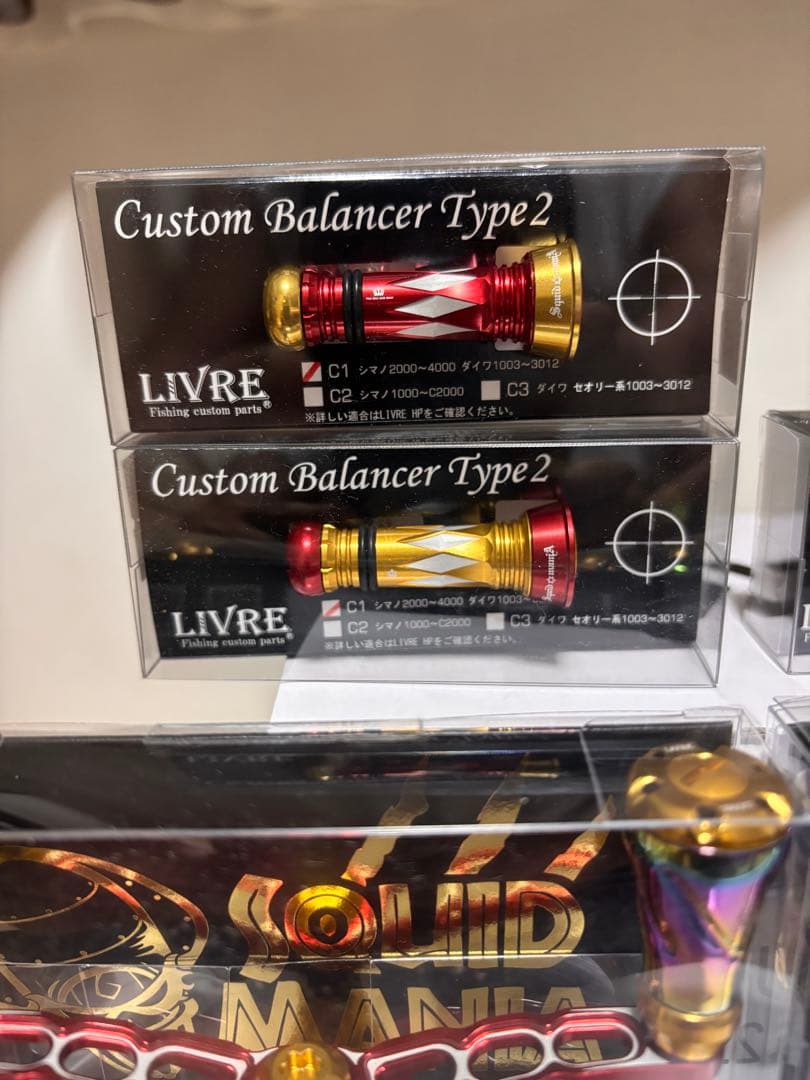 Custom Balancer Type2
Squid mania
C1 シマノ2000～4000 ダイワ1003～3012
C2 シマノ1000～C2000 C3 ダイワ セオリー系1003～3012
※詳しい適合はLIVRE HPをご確認ください。
LIVRE®
Fishing custom parts
Custom Balancer Type2
Squid mania
C1 シマノ2000～4000 ダイワ1003～
C2 シマノ1000～C2000 C3 ダイワ セオリー系1003～3012
※詳しい適合はLIVRE HPをご確認ください。
LIVRE®
Fishing custom parts
SQUID
MANIA